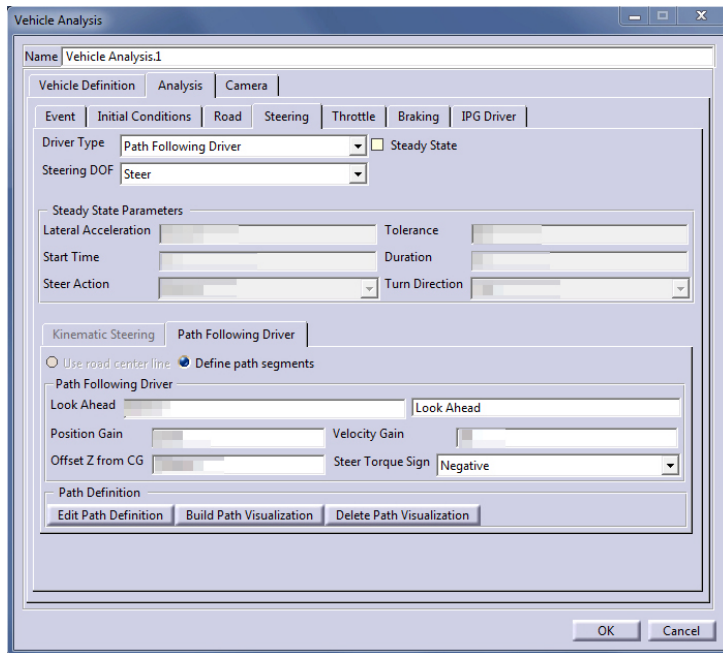 Vehicle Analysis
Name Vehicle Analysis.1
Vehicle Definition Analysis Camera
Event Initial Conditions Road Steering Throttle Braking IPG Driver
Driver Type Path Following Driver Steady State
Steering DOF Steer
Steady State Parameters
Lateral Acceleration Tolerance
Start Time Duration
Steer Action Turn Direction
Kinematic Steering Path Following Driver
Use road center line Define path segments
Path Following Driver
Look Ahead Look Ahead
Position Gain Velocity Gain
Offset Z from CG Steer Torque Sign Negative
Path Definition
Edit Path Definition Build Path Visualization Delete Path Visualization
OK Cancel